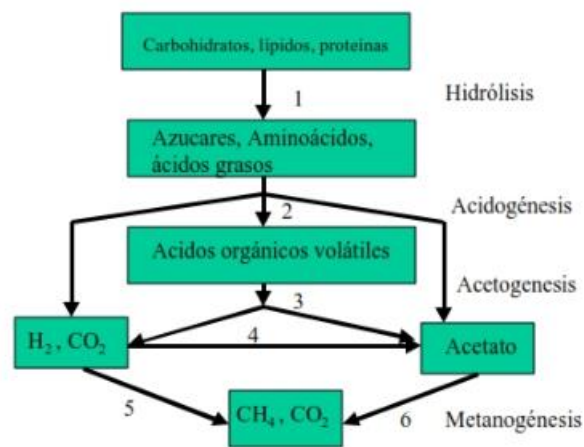 Carbohidratos, lípidos, proteínas
1
Hidrólisis
Azucares, Aminoácidos,
ácidos grasos
Acidogénesis
2
Acidos orgánicos volátiles
Acetogenesis
3
H₂ , CO₂
4
Acetato
5
6
CH₄ , CO₂
Metanogénesis